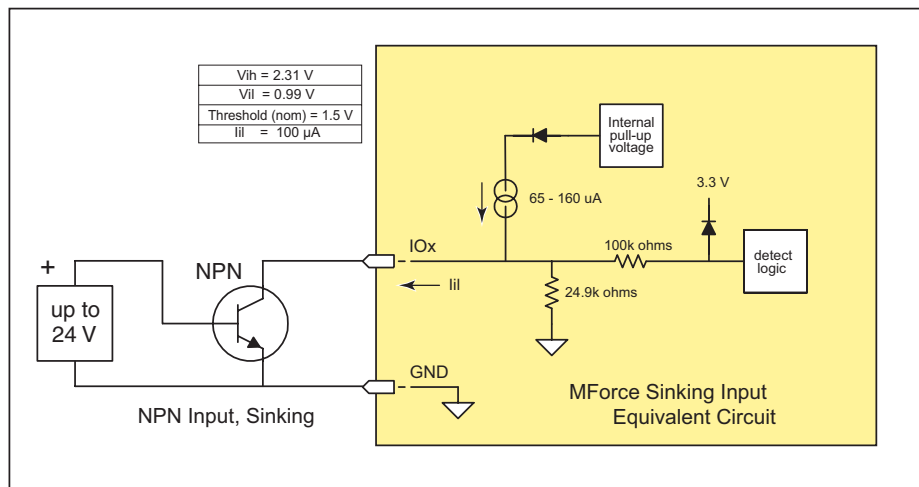 Vih = 2.31 V
Vil = 0.99 V
Threshold (nom) = 1.5 V
Iil = 100 µA
Internal
pull-up
voltage
65 - 160 uA
3.3 V
100k ohms
detect
logic
24.9k ohms
IOx
Iil
NPN
+
up to
24 V
GND
NPN Input, Sinking
MForce Sinking Input
Equivalent Circuit